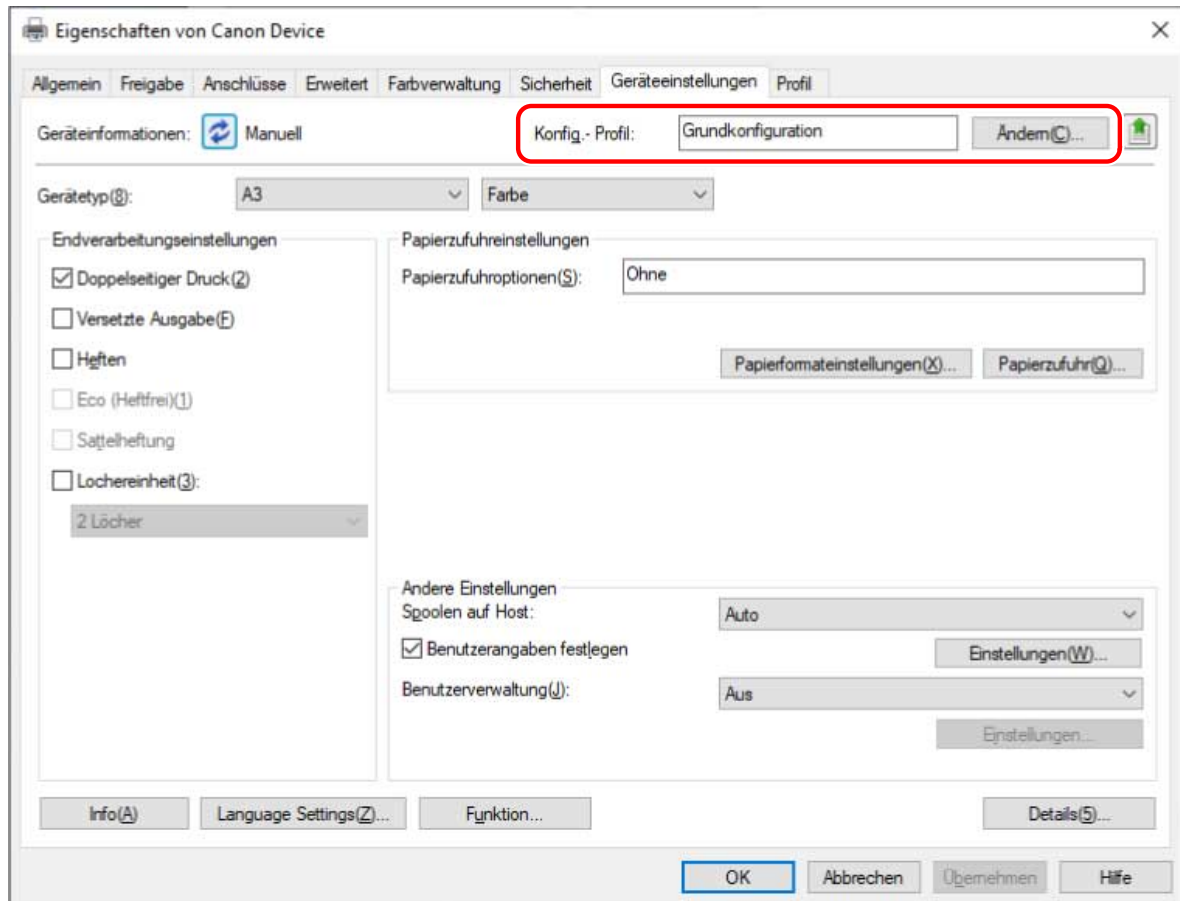 Eigenschaften von Canon Device
Allgemein Freigabe Anschlüsse Erweitert Farbverwaltung Sicherheit Geräteeinstellungen Profil
Geräteinformationen: Manuell Konfig.- Profil: Grundkonfiguration Ändern(C)...
Gerätetyp(8): A3 Farbe
Endverarbeitungseinstellungen
Doppelseitiger Druck(2)
Versetzte Ausgabe(F)
Heften
Eco (Heftfrei)(1)
Sattelheftung
Lochereinheit(3):
2 Löcher
Papierzufuhreinstellungen
Papierzufuhroptionen(S): Ohne
Papierformateinstellungen(X)... Papierzufuhr(Q)...
Andere Einstellungen
Spoolen auf Host: Auto
Benutzerangaben festlegen Einstellungen(W)...
Benutzerverwaltung(J): Aus
Einstellungen...
Info(A) Language Settings(Z)... Funktion... Details(5)...
OK Abbrechen Übernehmen Hilfe